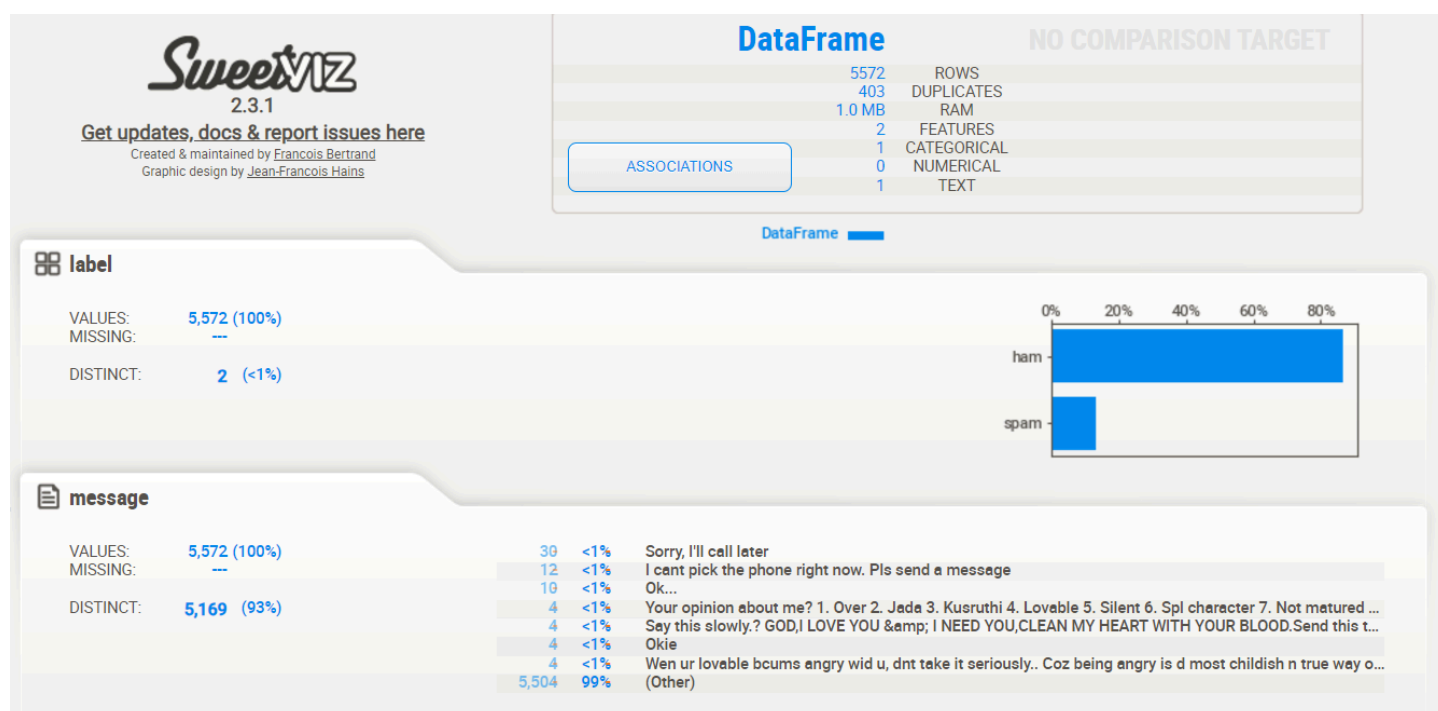 SweetVIZ
2.3.1
Get updates, docs & report issues here
Created & maintained by Francois Bertrand
Graphic design by Jean-Francois Hains
DataFrame
NO COMPARISON TARGET
5572 ROWS
403 DUPLICATES
1.0 MB RAM
2 FEATURES
1 CATEGORICAL
0 NUMERICAL
1 TEXT
ASSOCIATIONS
DataFrame
label
VALUES: 5,572 (100%)
MISSING: ---
DISTINCT: 2 (<1%)
0% 20% 40% 60% 80%
ham
spam
message
VALUES: 5,572 (100%)
MISSING: ---
DISTINCT: 5,169 (93%)
30 <1% Sorry, I'll call later
12 <1% I cant pick the phone right now. Pls send a message
10 <1% Ok...
4 <1% Your opinion about me? 1. Over 2. Jada 3. Kusruthi 4. Lovable 5. Silent 6. Spl character 7. Not matured ...
4 <1% Say this slowly.? GOD,I LOVE YOU &amp; I NEED YOU,CLEAN MY HEART WITH YOUR BLOOD.Send this t...
4 <1% Okie
4 <1% Wen ur lovable bcums angry wid u, dnt take it seriously.. Coz being angry is d most childish n true way o...
5,504 99% (Other)